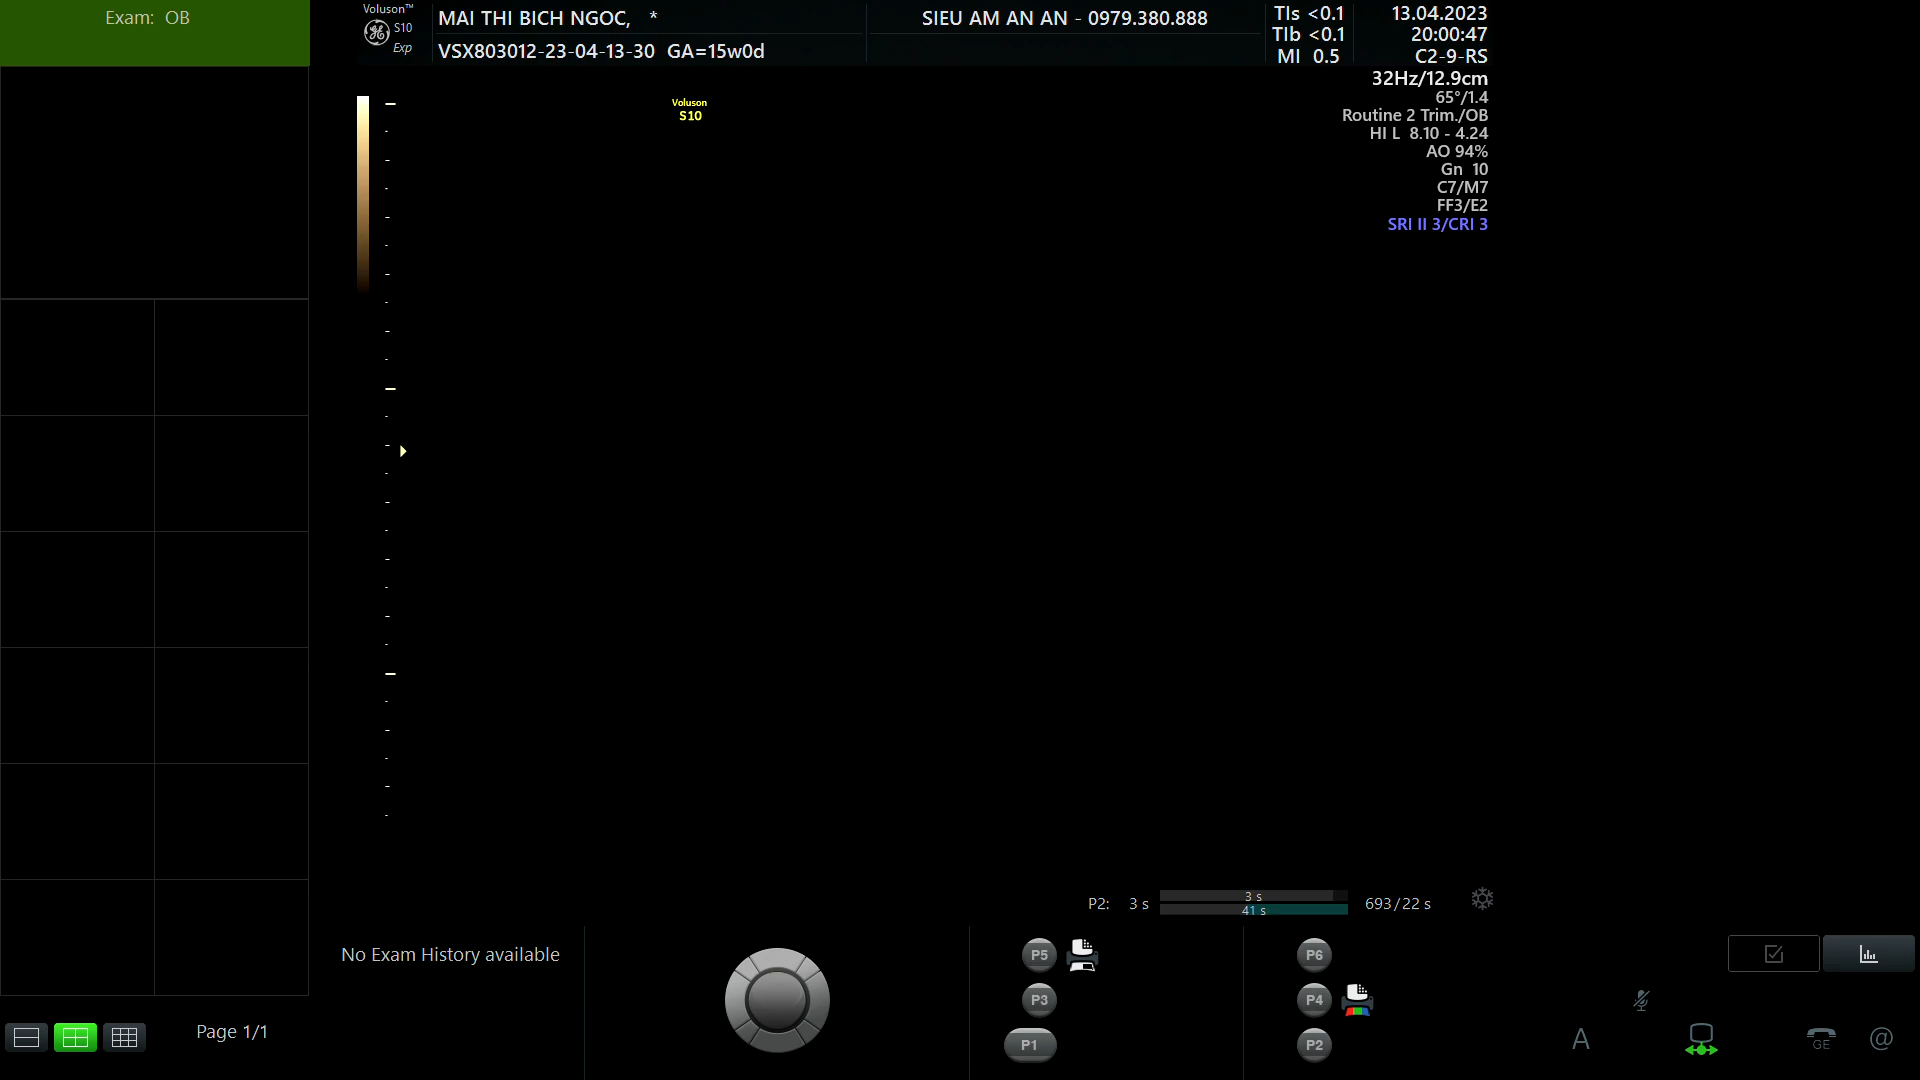 Exam: OB
Voluson™
S10
Exp
MAI THI BICH NGOC, *
VSX803012-23-04-13-30 GA=15w0d
SIEU AM AN AN - 0979.380.888
TIs <0.1
TIb <0.1
MI 0.5
13.04.2023
20:00:47
C2-9-RS
32Hz/12.9cm
65°/1.4
Routine 2 Trim./OB
HI L 8.10 - 4.24
AO 94%
Gn 10
C7/M7
FF3/E2
SRI II 3/CRI 3
Voluson
S10
P2: 3 s
3 s
41 s
693/22 s
No Exam History available
P5
P3
P1
P6
P4
P2
Page 1/1
A
GE
@